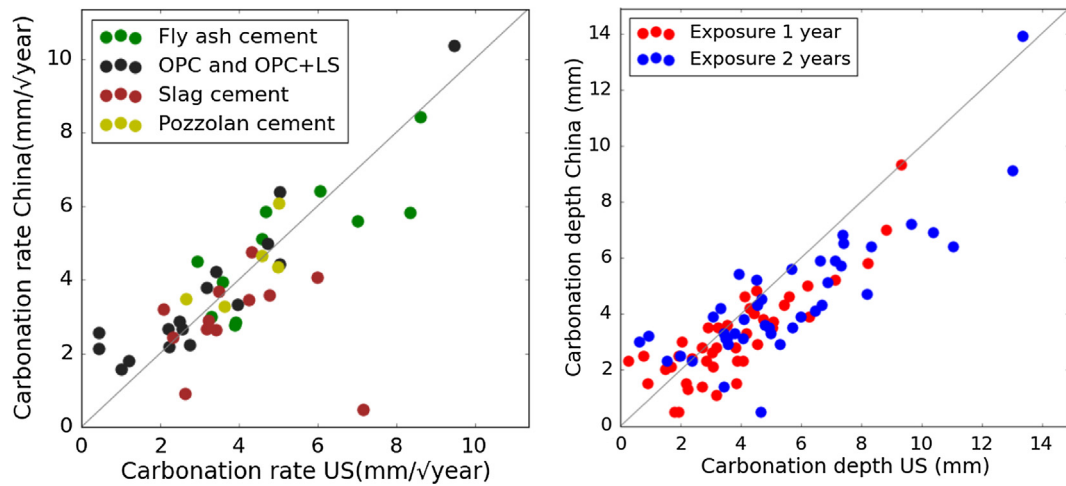 Carbonation rate China(mm/√year)
10
8
6
4
2
0
Fly ash cement
OPC and OPC+LS
Slag cement
Pozzolan cement
0 2 4 6 8 10
Carbonation rate US(mm/√year)
Carbonation depth China (mm)
14
12
10
8
6
4
2
0
Exposure 1 year
Exposure 2 years
0 2 4 6 8 10 12 14
Carbonation depth US (mm)